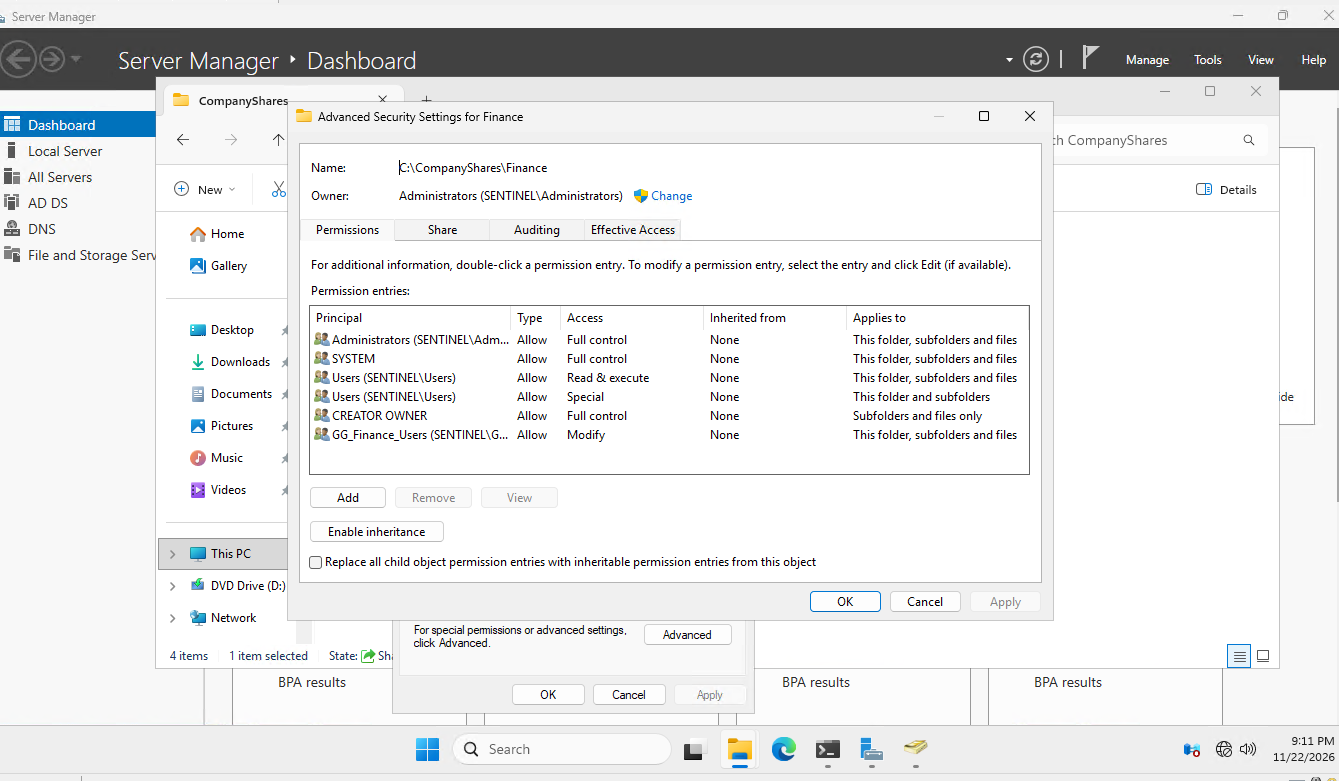 Server Manager
Server Manager ‣ Dashboard
Manage Tools View Help
CompanyShares
Dashboard
Local Server
All Servers
AD DS
DNS
File and Storage Serv
New
Home
Gallery
Desktop
Downloads
Documents
Pictures
Music
Videos
This PC
DVD Drive (D:)
Network
4 items 1 item selected State: Sha
ch CompanyShares
Details
ide
Advanced Security Settings for Finance
Name: C:\CompanyShares\Finance
Owner: Administrators (SENTINEL\Administrators) Change
Permissions Share Auditing Effective Access
For additional information, double-click a permission entry. To modify a permission entry, select the entry and click Edit (if available).
Permission entries:
Principal Type Access Inherited from Applies to
Administrators (SENTINEL\Adm... Allow Full control None This folder, subfolders and files
SYSTEM Allow Full control None This folder, subfolders and files
Users (SENTINEL\Users) Allow Read & execute None This folder, subfolders and files
Users (SENTINEL\Users) Allow Special None This folder and subfolders
CREATOR OWNER Allow Full control None Subfolders and files only
GG_Finance_Users (SENTINEL\G... Allow Modify None This folder, subfolders and files
Add Remove View
Enable inheritance
Replace all child object permission entries with inheritable permission entries from this object
OK Cancel Apply
For special permissions or advanced settings,
click Advanced.
Advanced
OK Cancel Apply
BPA results BPA results BPA results
Search
9:11 PM
11/22/2026